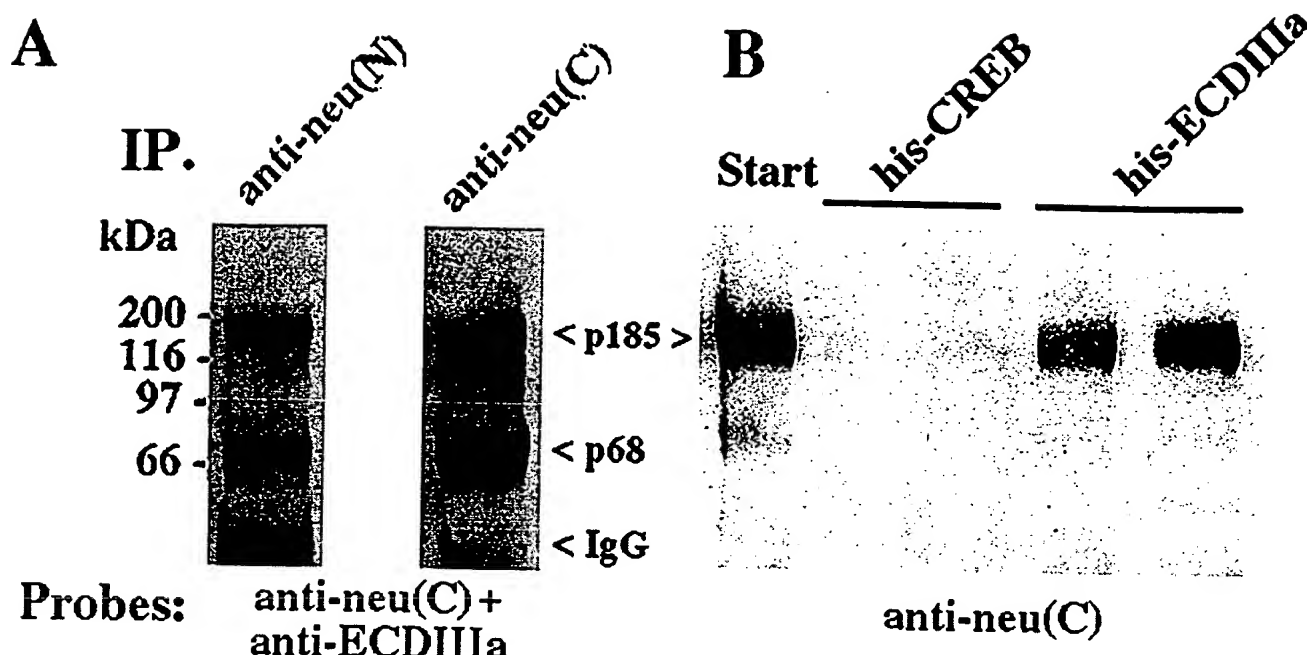 A
IP.
anti-neu(N)
anti-neu(C)
kDa
200 -
116 -
97 -
66 -
< p185 >
< p68
< IgG
Probes:
anti-neu(C) +
anti-ECDIIIa
B
Start
his-CREB
his-ECDIIIa
anti-neu(C)